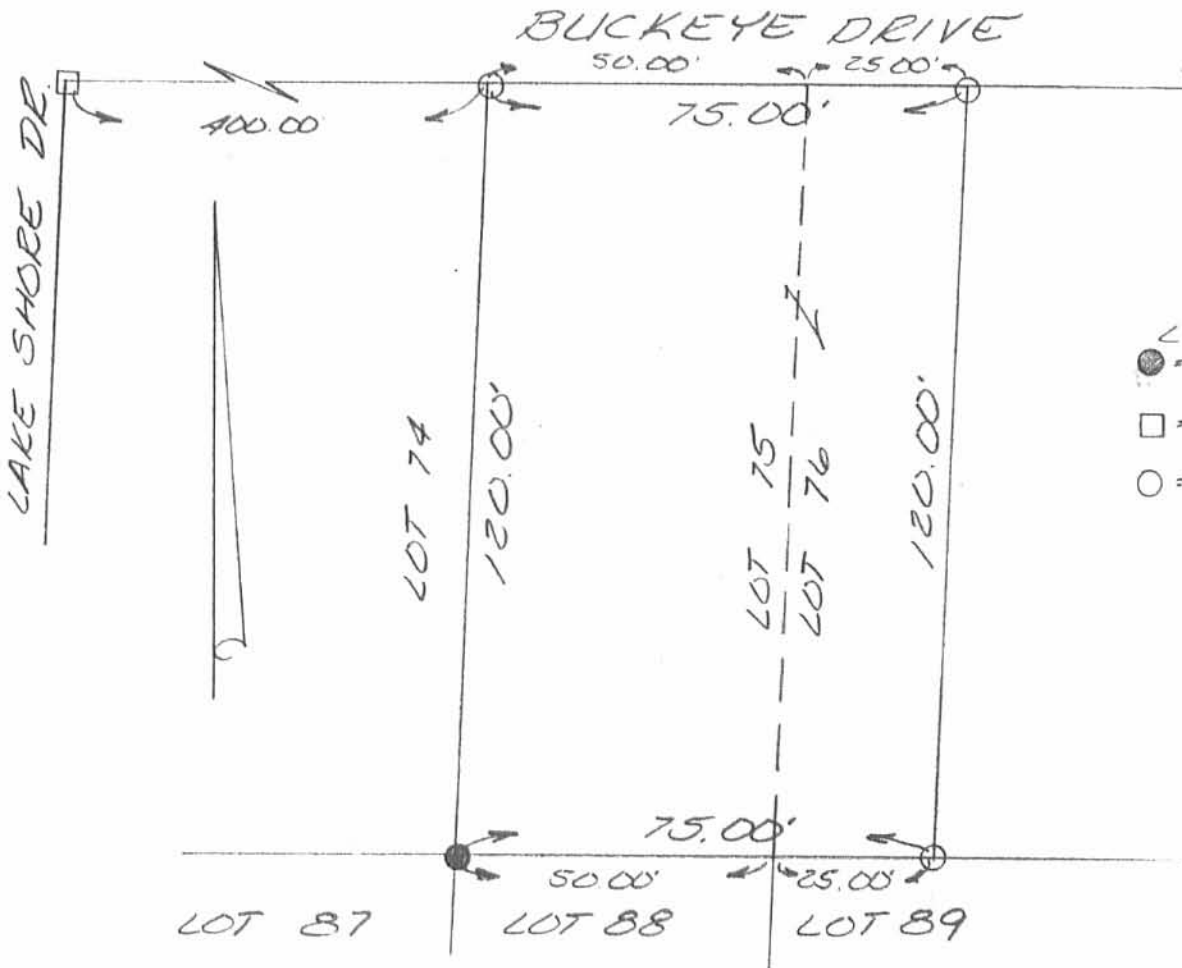 BUCKEYE DRIVE
50.00'
25.00'
400.00
75.00'
LAKE SHORE DR.
LOT 74
120.00'
LOT 75
LOT 76
120.00'
=
=
=
75.00'
50.00'
25.00'
LOT 87
LOT 88
LOT 89